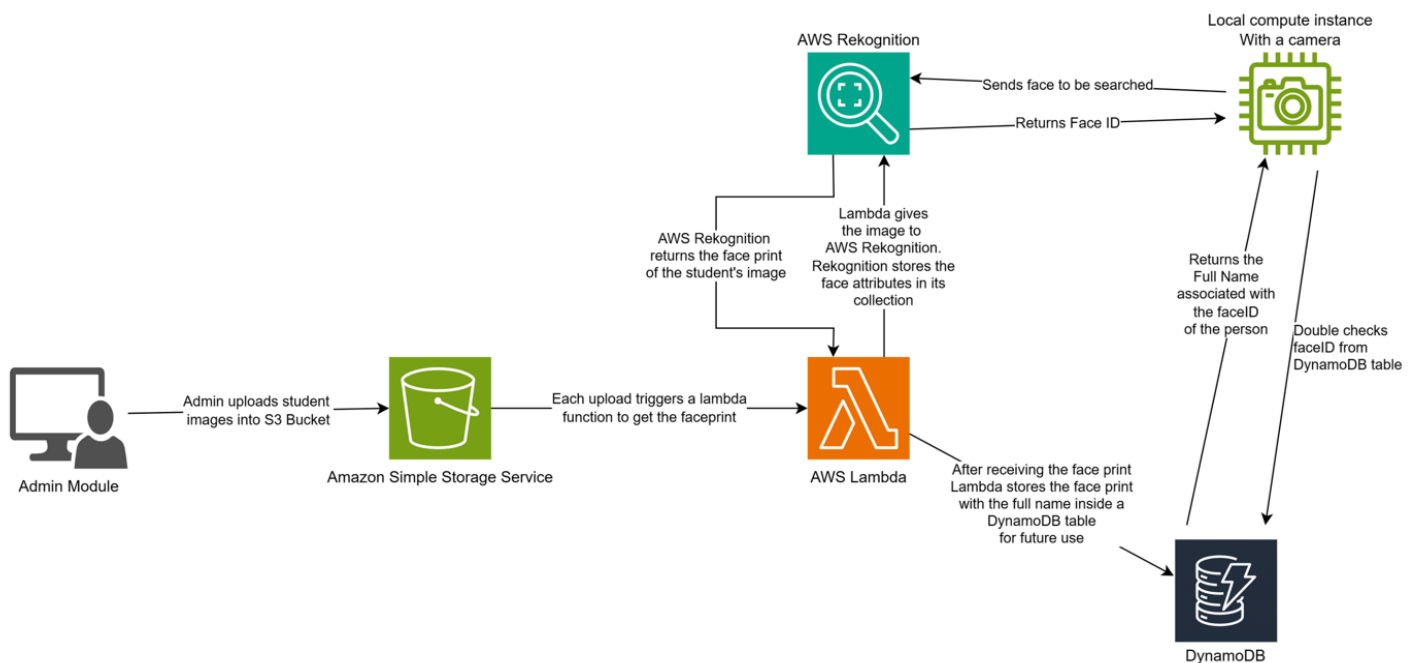 Local compute instance
With a camera
AWS Rekognition
Sends face to be searched
Returns Face ID
AWS Rekognition
returns the face print
of the student's image
Lambda gives
the image to
AWS Rekognition.
Rekognition stores the
face attributes in its
collection
Returns the
Full Name
associated with
the faceID
of the person
Double checks
faceID from
DynamoDB table
Admin uploads student
images into S3 Bucket
Each upload triggers a lambda
function to get the faceprint
Admin Module
Amazon Simple Storage Service
AWS Lambda
After receiving the face print
Lambda stores the face print
with the full name inside a
DynamoDB table
for future use
DynamoDB